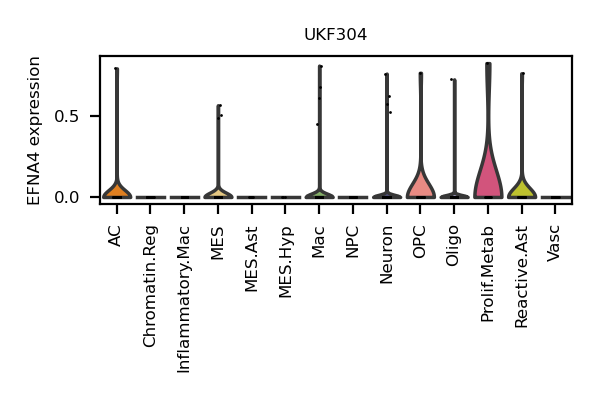 UKF304
EFNA4 expression
0.5
0.0
AC
Chromatin.Reg
Inflammatory.Mac
MES
MES.Ast
MES.Hyp
Mac
NPC
Neuron
OPC
Oligo
Prolif.Metab
Reactive.Ast
Vasc